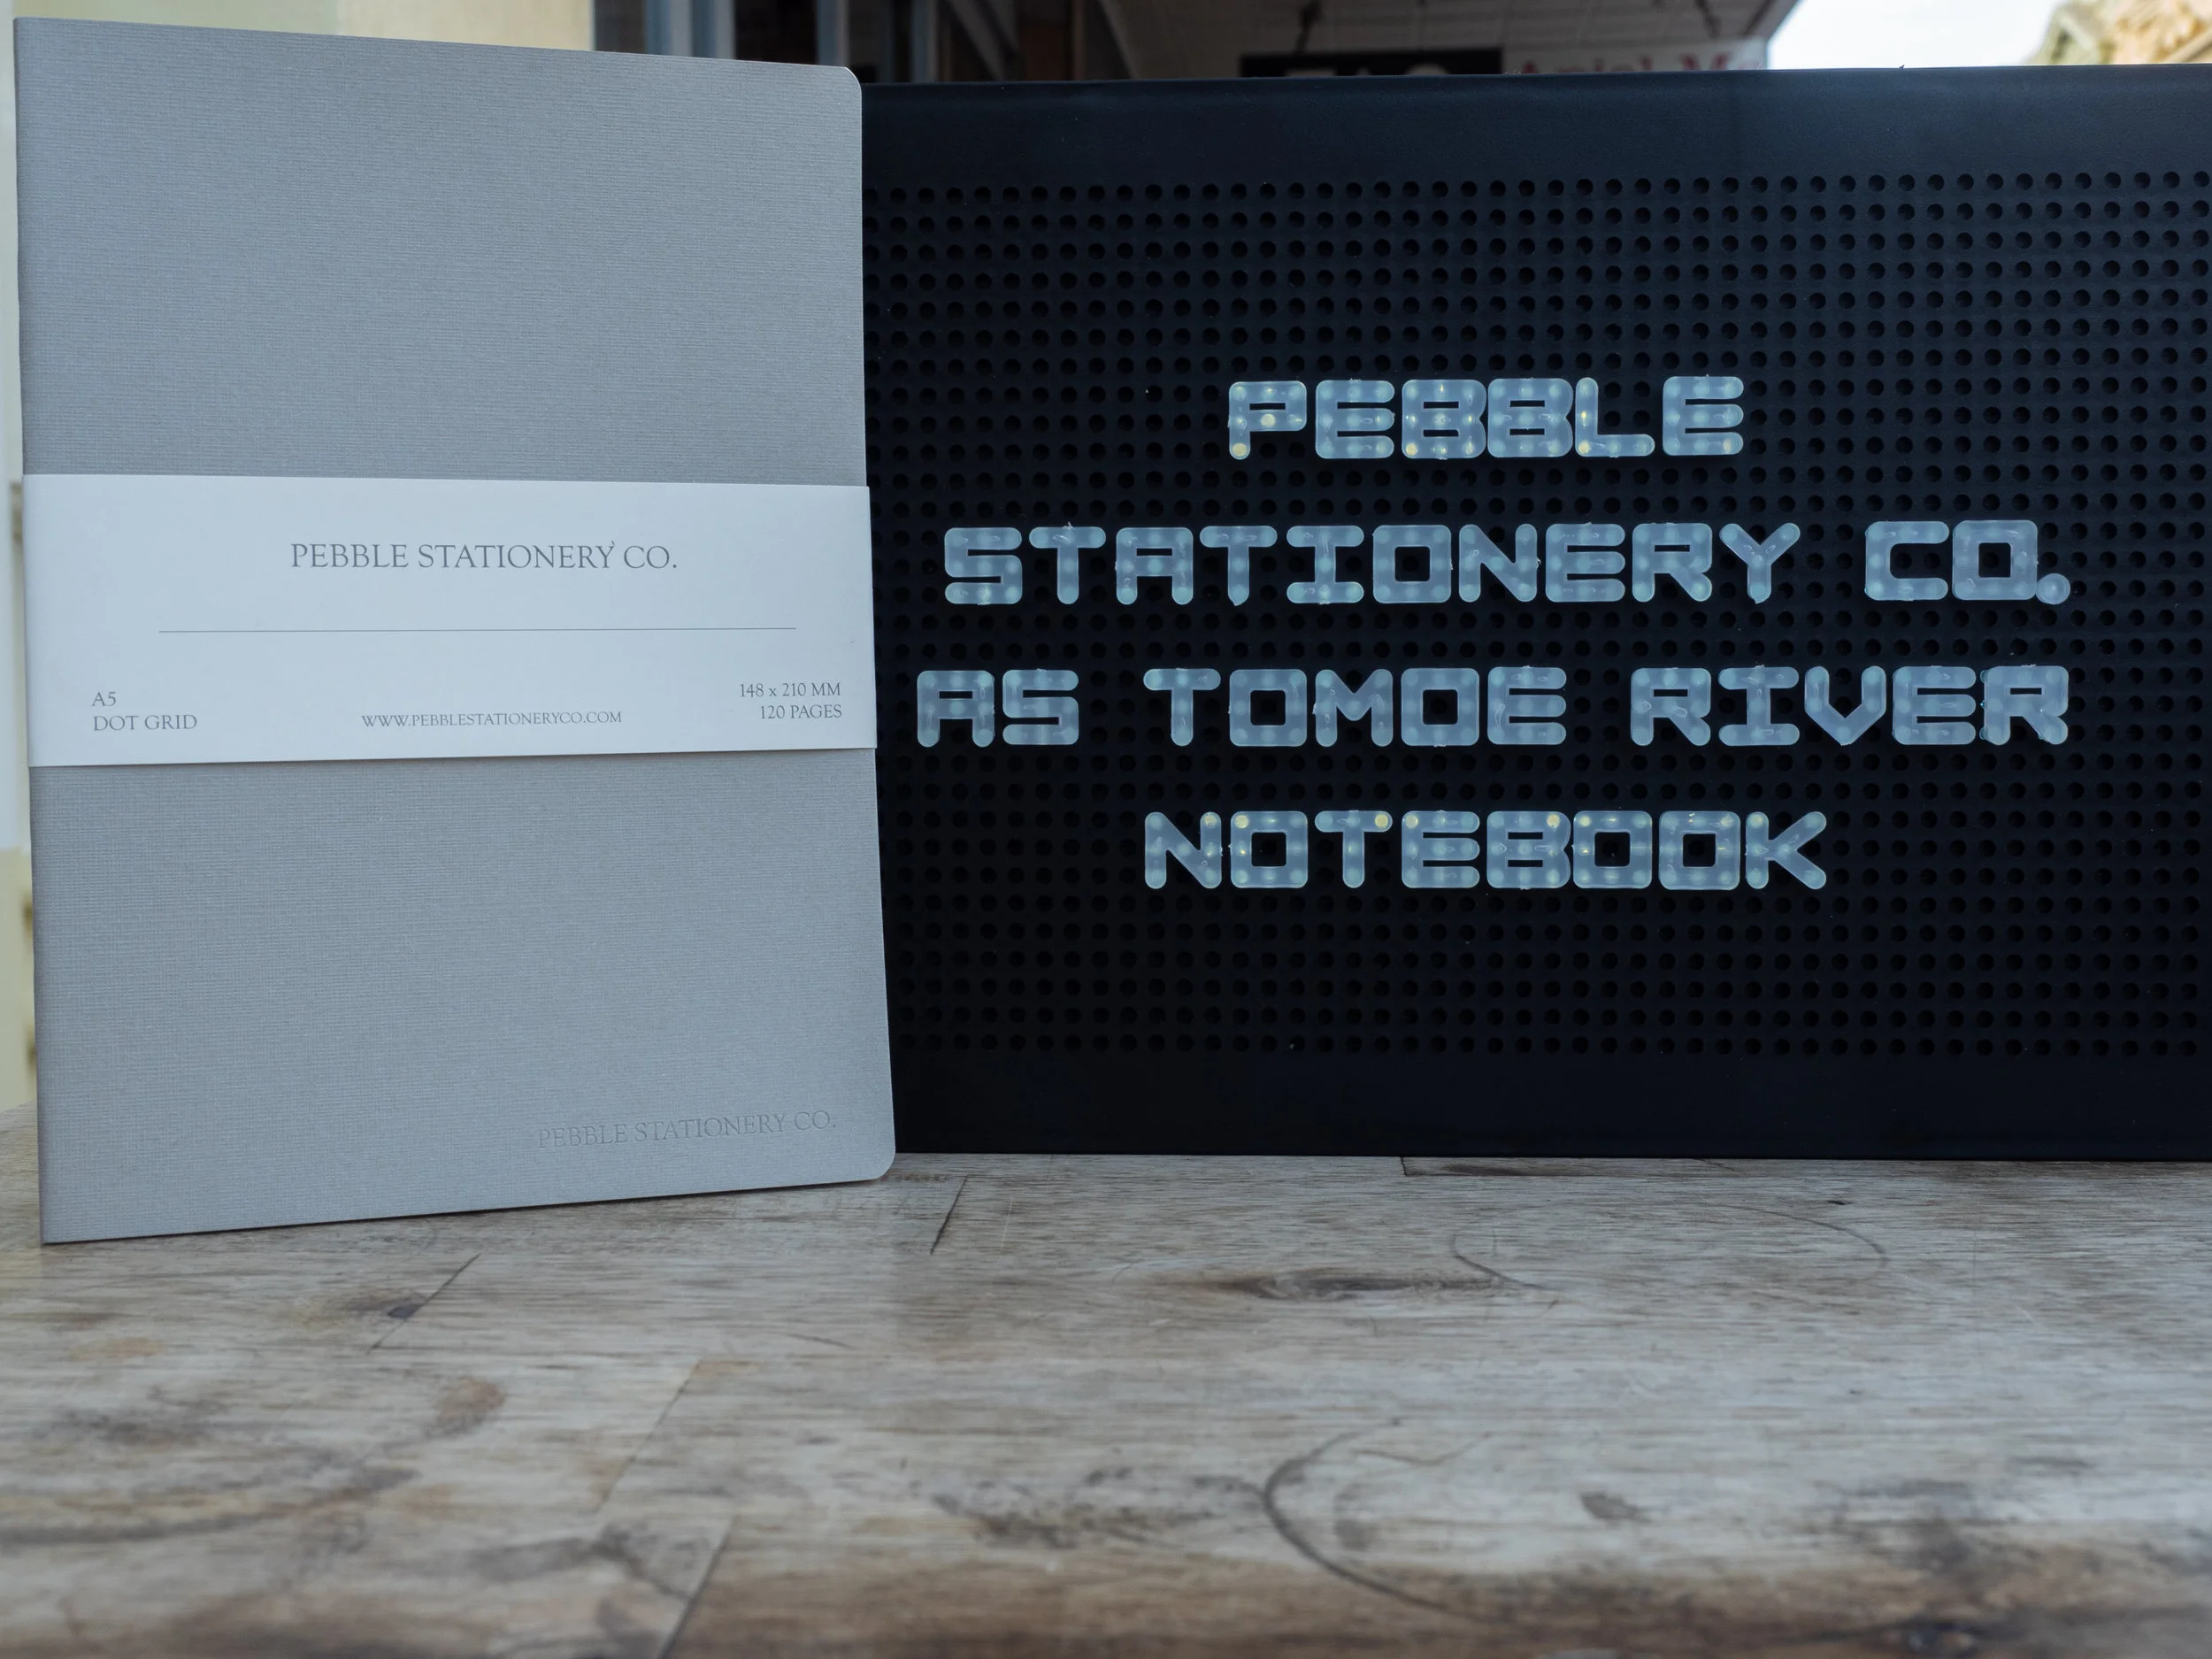 PEBBLE STATIONERY CO.
A5
DOT GRID
WWW.PEBBLESTATIONERYCO.COM
148 x 210 MM
120 PAGES
PEBBLE STATIONERY CO.
PEBBLE
STATIONERY CO.
AS TOMOE RIVER
NOTEBOOK